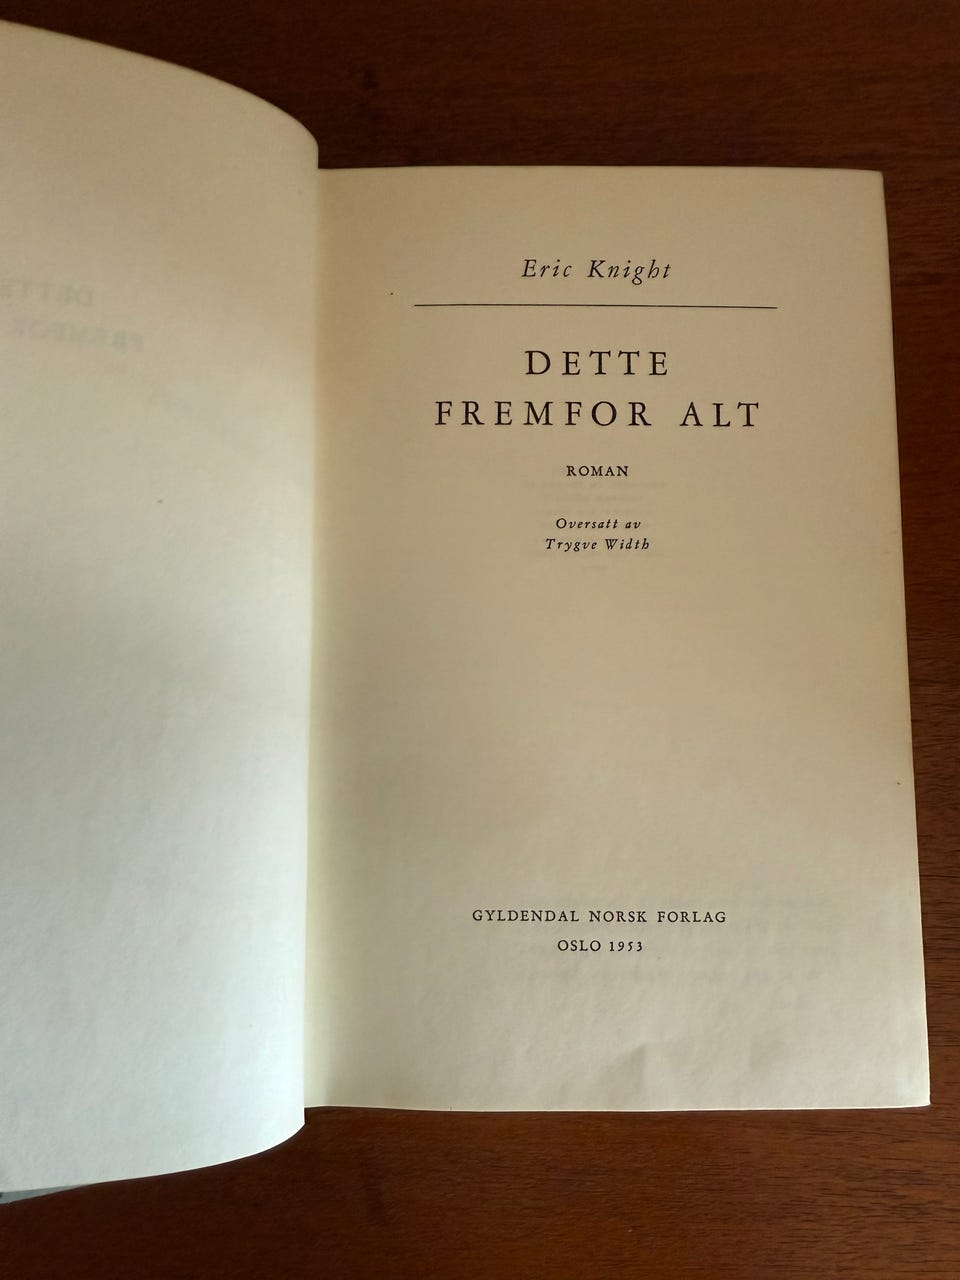 Eric Knight
DETTE
FREMFOR ALT
ROMAN
Oversatt av
Trygve Width
GYLDENDAL NORSK FORLAG
OSLO 1953